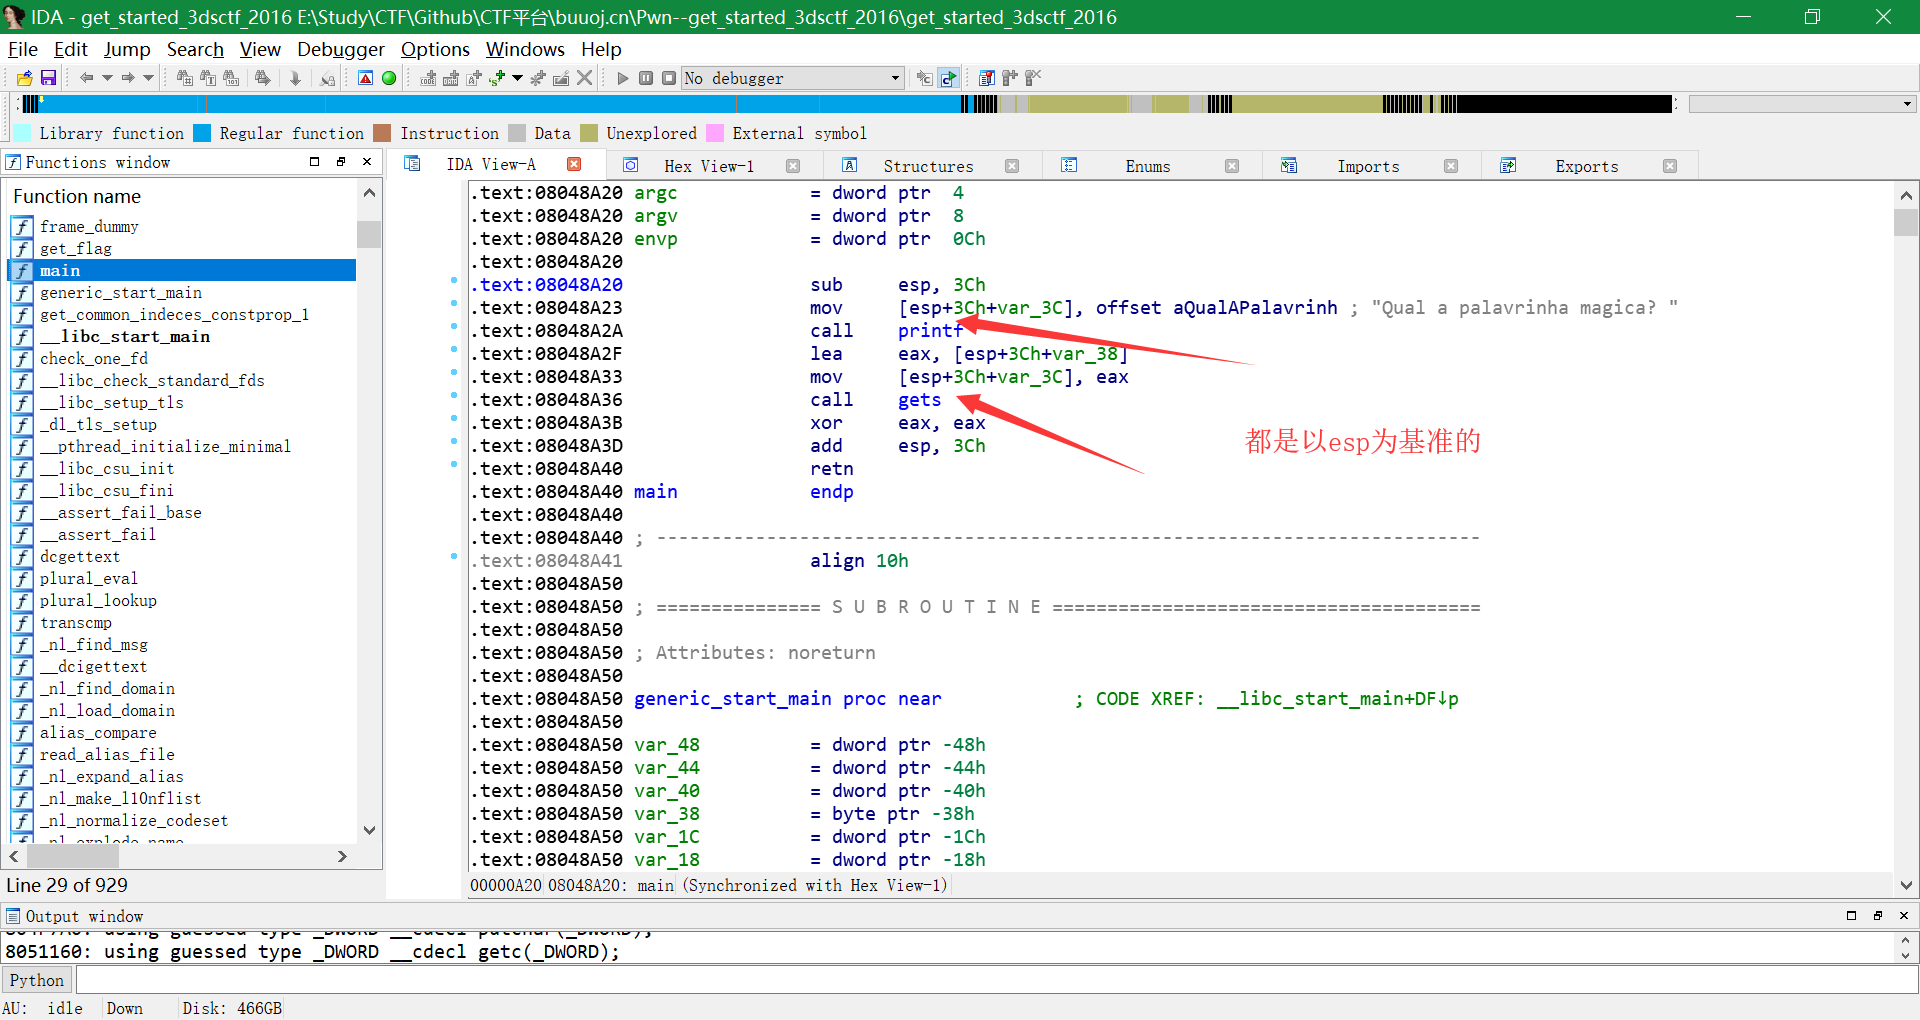 IDA - get_started_3dsctf_2016 E:\Study\CTF\Github\CTF平台\buuoj.cn\Pwn--get_started_3dsctf_2016\get_started_3dsctf_2016
File Edit Jump Search View Debugger Options Windows Help
No debugger
Library function Regular function Instruction Data Unexplored External symbol
Functions window
IDA View-A Hex View-1 Structures Enums Imports Exports
Function name
frame_dummy
get_flag
main
generic_start_main
get_common_indeces_constprop_1
__libc_start_main
check_one_fd
__libc_check_standard_fds
__libc_setup_tls
_dl_tls_setup
__pthread_initialize_minimal
__libc_csu_init
__libc_csu_fini
__assert_fail_base
__assert_fail
dcgettext
plural_eval
plural_lookup
transcmp
_nl_find_msg
__dcigettext
_nl_find_domain
_nl_load_domain
alias_compare
read_alias_file
_nl_expand_alias
_nl_make_l10nflist
_nl_normalize_codeset
_nl_explode_name
Line 29 of 929
.text:08048A20 argc = dword ptr 4
.text:08048A20 argv = dword ptr 8
.text:08048A20 envp = dword ptr 0Ch
.text:08048A20
.text:08048A20 sub esp, 3Ch
.text:08048A23 mov [esp+3Ch+var_3C], offset aQualAPalavrinh ; "Qual a palavrinha magica? "
.text:08048A2A call printf
.text:08048A2F lea eax, [esp+3Ch+var_38]
.text:08048A33 mov [esp+3Ch+var_3C], eax
.text:08048A36 call gets
.text:08048A3B xor eax, eax
.text:08048A3D add esp, 3Ch
.text:08048A40 retn
.text:08048A40 main endp
.text:08048A40
.text:08048A40 ; ---------------------------------------------------------------------------
.text:08048A41 align 10h
.text:08048A50
.text:08048A50 ; =============== S U B R O U T I N E =======================================
.text:08048A50
.text:08048A50 ; Attributes: noreturn
.text:08048A50
.text:08048A50 generic_start_main proc near ; CODE XREF: __libc_start_main+DF↓p
.text:08048A50
.text:08048A50 var_48 = dword ptr -48h
.text:08048A50 var_44 = dword ptr -44h
.text:08048A50 var_40 = dword ptr -40h
.text:08048A50 var_38 = byte ptr -38h
.text:08048A50 var_1C = dword ptr -1Ch
.text:08048A50 var_18 = dword ptr -18h
都是以esp为基准的
00000A20 08048A20: main (Synchronized with Hex View-1)
Output window
804F7A0: using guessed type _DWORD __cdecl putchar(_DWORD);
8051160: using guessed type _DWORD __cdecl getc(_DWORD);
Python
AU: idle Down Disk: 466GB